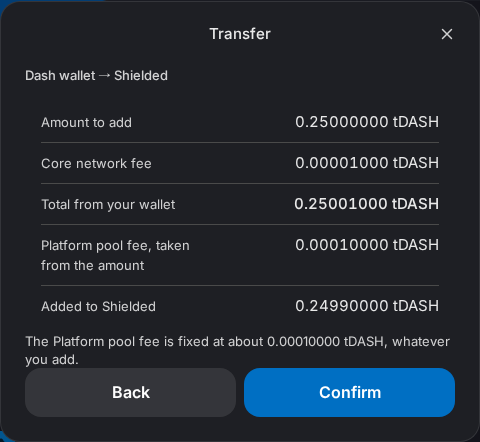 Transfer
Dash wallet → Shielded
Amount to add 0.25000000 tDASH
Core network fee 0.00001000 tDASH
Total from your wallet 0.25001000 tDASH
Platform pool fee, taken 0.00010000 tDASH
from the amount
Added to Shielded 0.24990000 tDASH
The Platform pool fee is fixed at about 0.00010000 tDASH, whatever
you add.
Back Confirm